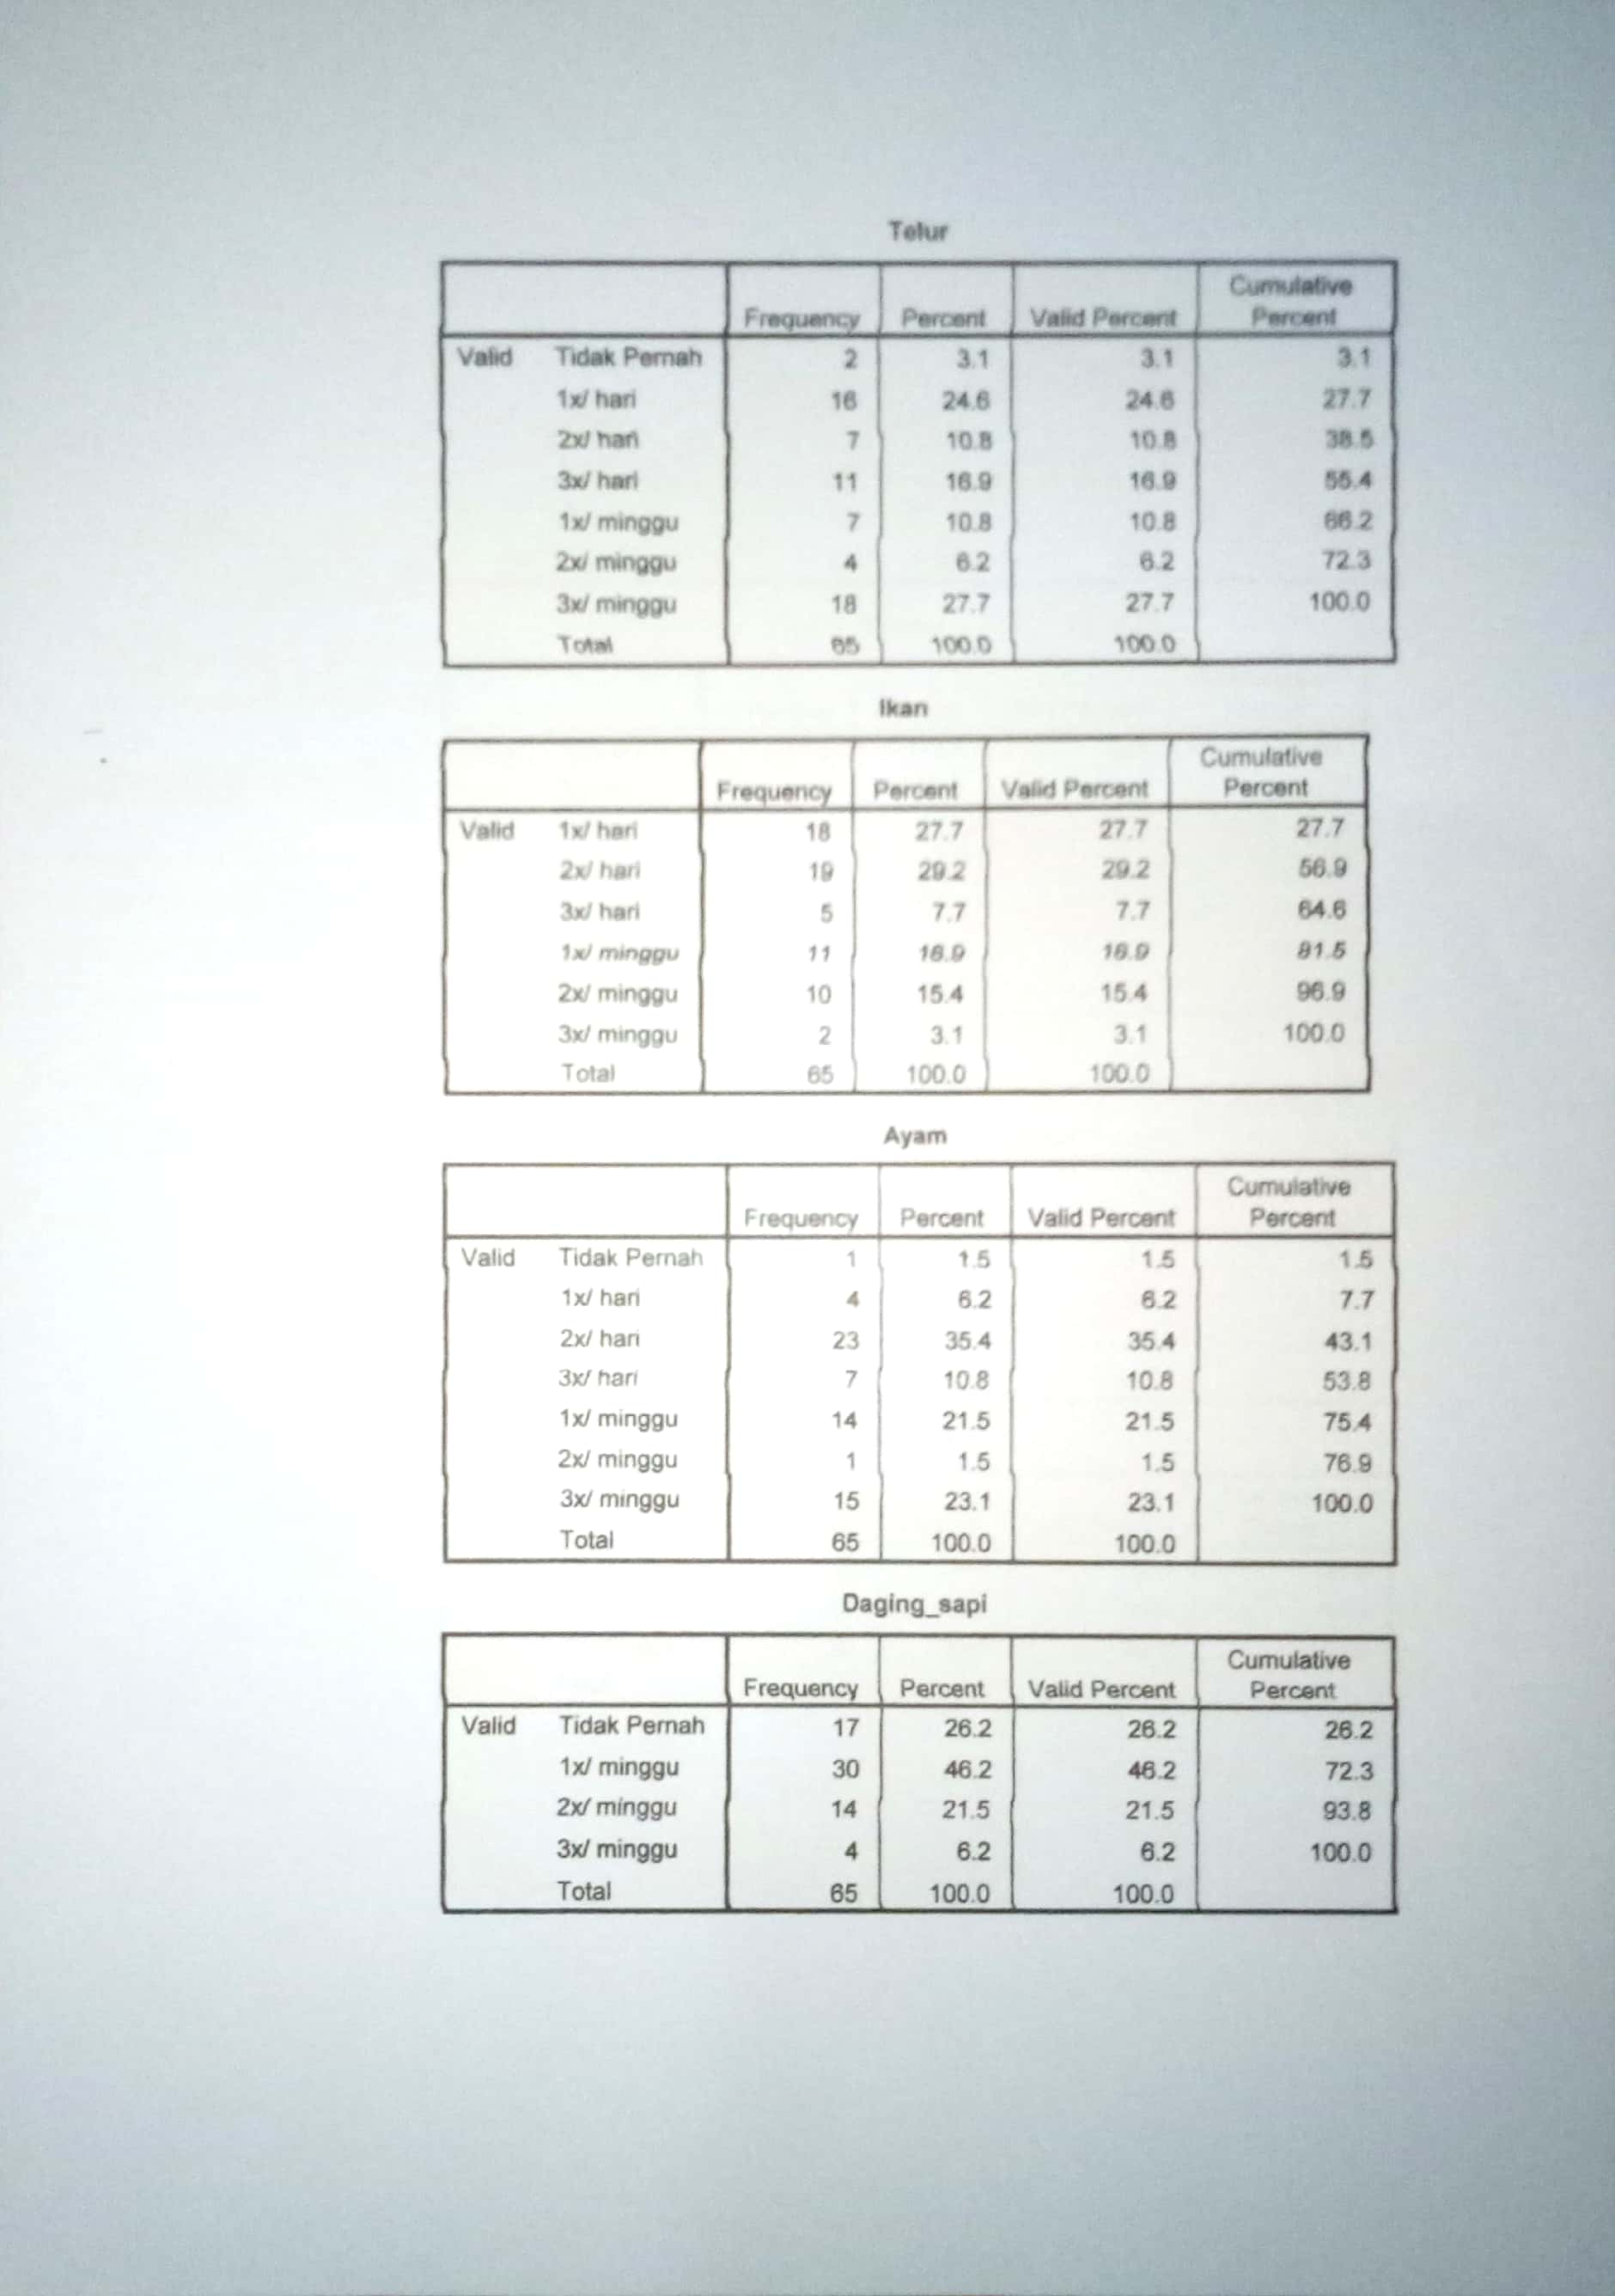 Telur
Frequency Percent Valid Percent Cumulative Percent
Valid Tidak Pernah 2 3.1 3.1 3.1
1x/ hari 16 24.6 24.6 27.7
2x/ hari 7 10.8 10.8 38.5
3x/ hari 11 16.9 16.9 55.4
1x/ minggu 7 10.8 10.8 66.2
2x/ minggu 4 6.2 6.2 72.3
3x/ minggu 18 27.7 27.7 100.0
Total 65 100.0 100.0
Ikan
Frequency Percent Valid Percent Cumulative Percent
Valid 1x/ hari 18 27.7 27.7 27.7
2x/ hari 19 29.2 29.2 56.9
3x/ hari 5 7.7 7.7 64.6
1x/ minggu 11 16.9 16.9 81.5
2x/ minggu 10 15.4 15.4 96.9
3x/ minggu 2 3.1 3.1 100.0
Total 65 100.0 100.0
Ayam
Frequency Percent Valid Percent Cumulative Percent
Valid Tidak Pernah 1 1.5 1.5 1.5
1x/ hari 4 6.2 6.2 7.7
2x/ hari 23 35.4 35.4 43.1
3x/ hari 7 10.8 10.8 53.8
1x/ minggu 14 21.5 21.5 75.4
2x/ minggu 1 1.5 1.5 76.9
3x/ minggu 15 23.1 23.1 100.0
Total 65 100.0 100.0
Daging_sapi
Frequency Percent Valid Percent Cumulative Percent
Valid Tidak Pernah 17 26.2 26.2 26.2
1x/ minggu 30 46.2 46.2 72.3
2x/ minggu 14 21.5 21.5 93.8
3x/ minggu 4 6.2 6.2 100.0
Total 65 100.0 100.0